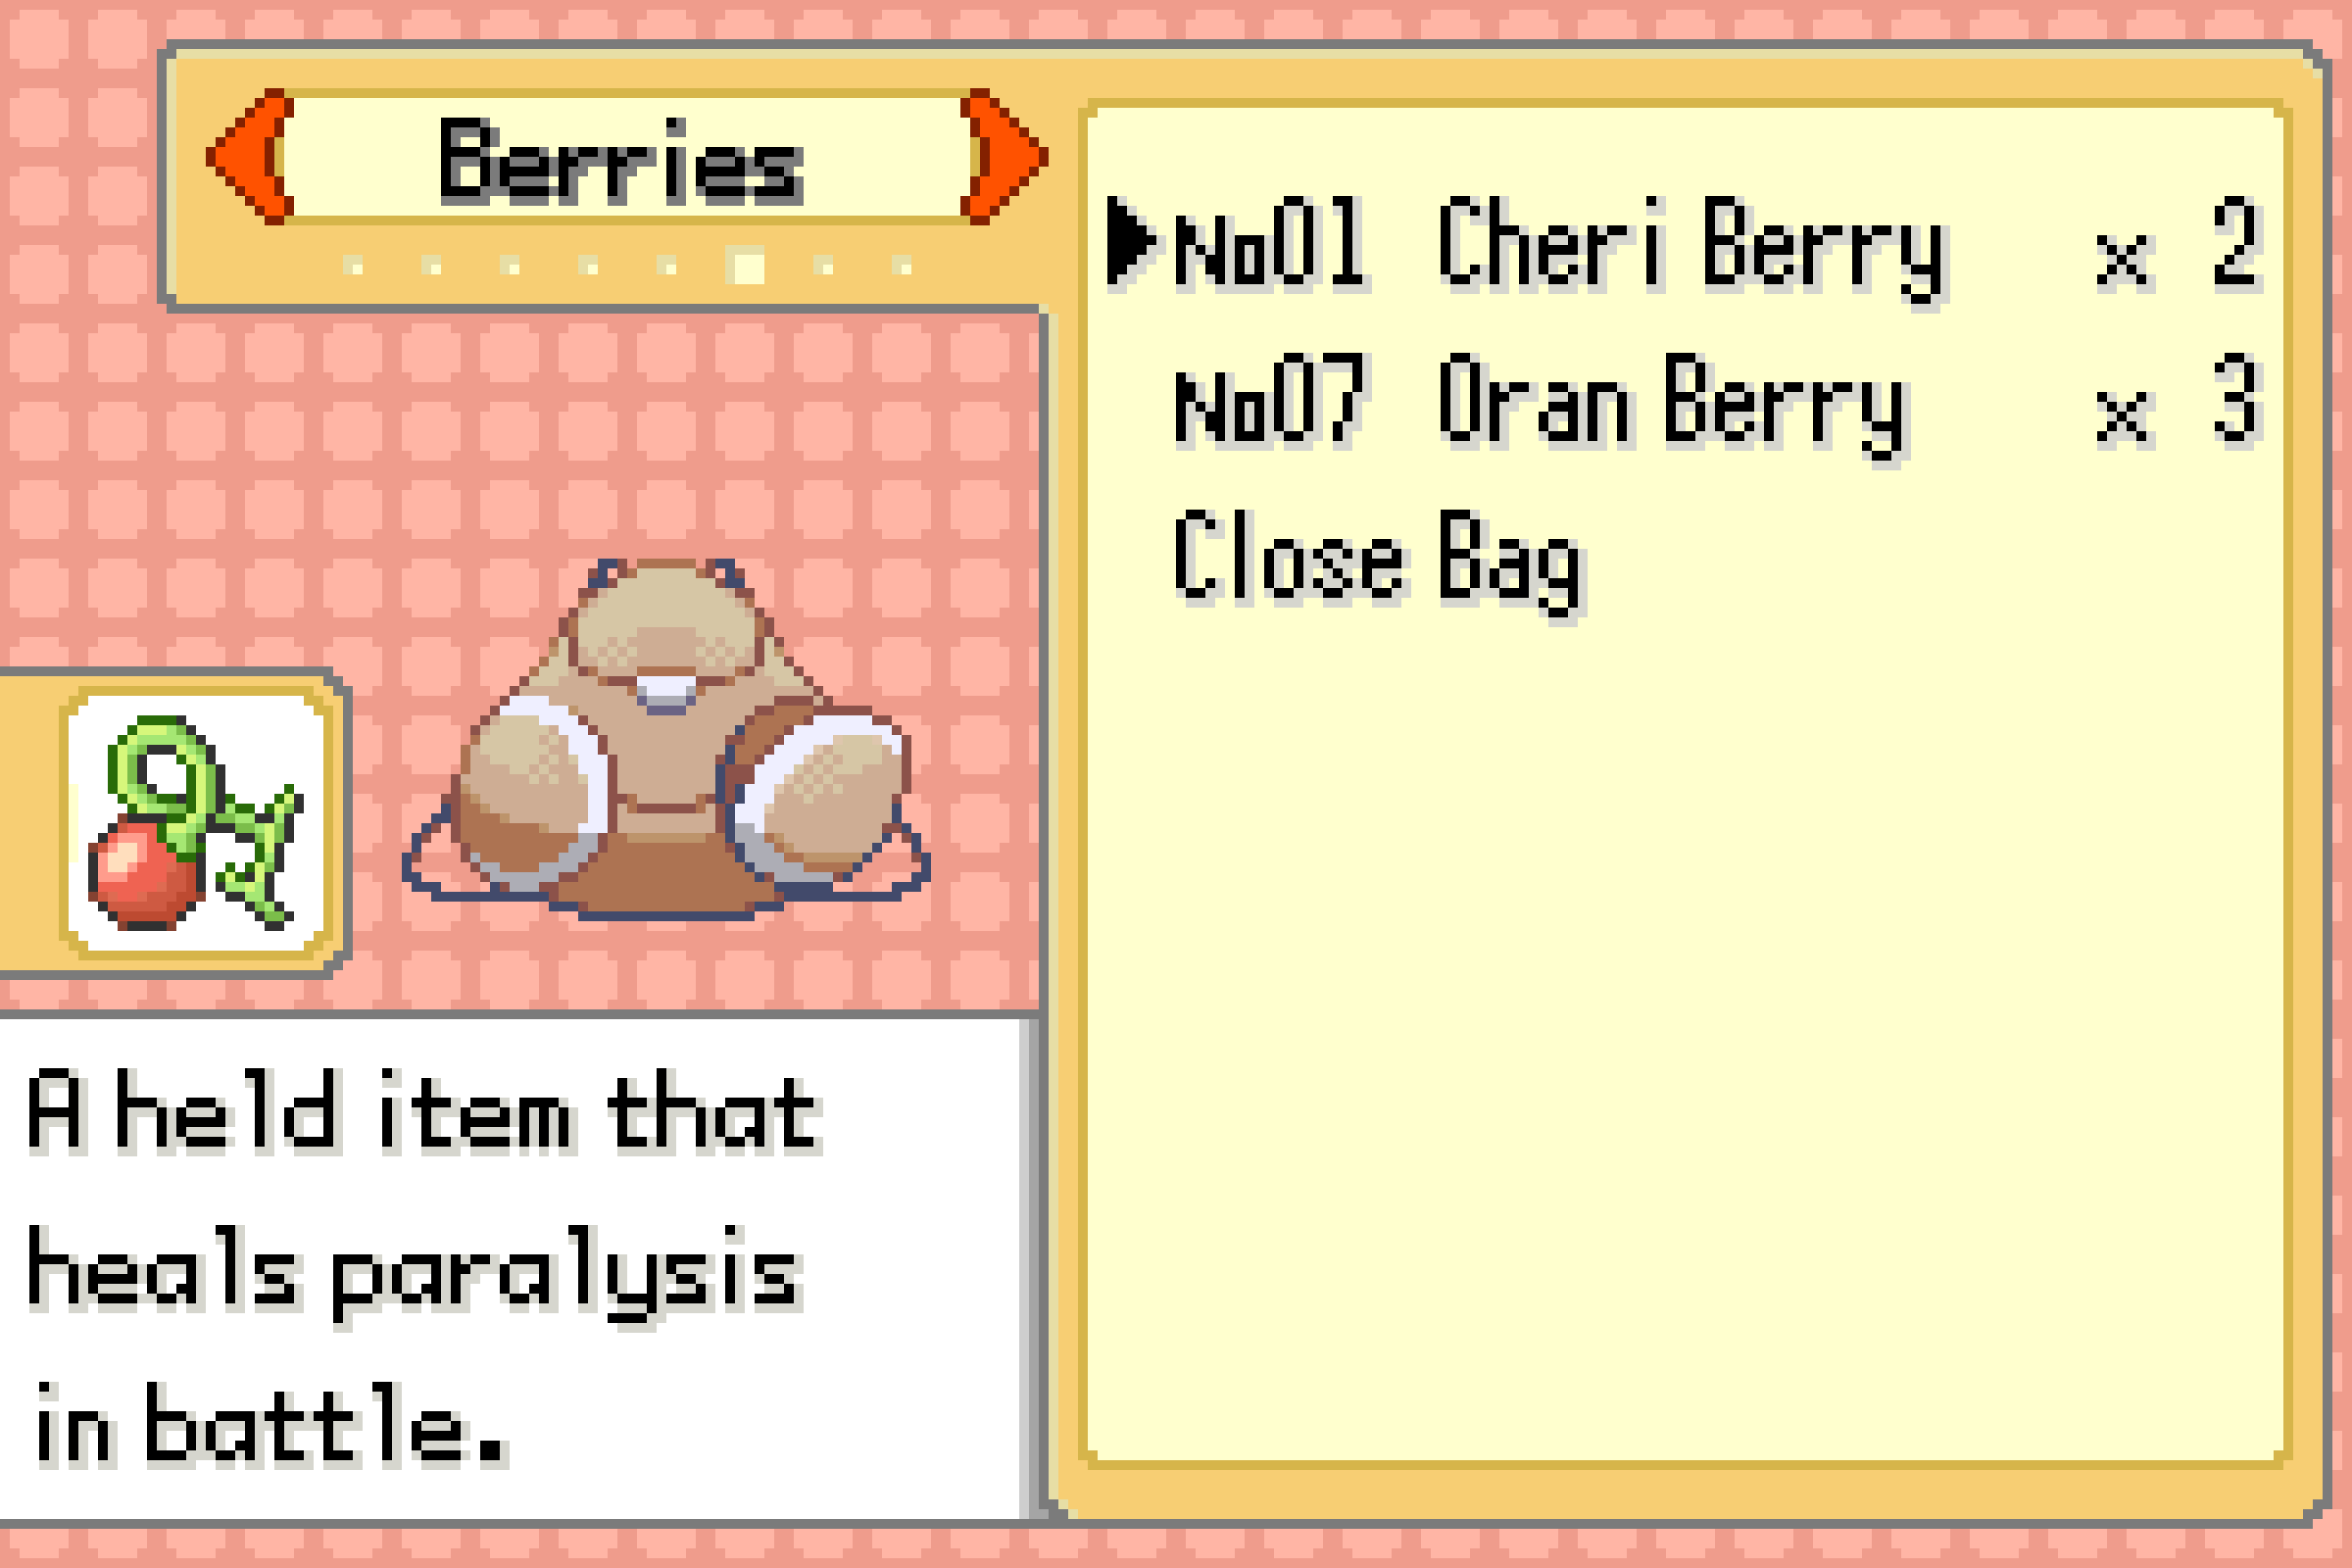 Berries
No01 Cheri Berry x 2
No07 Oran Berry x 3
Close Bag
A held item that
heals paralysis
in battle.